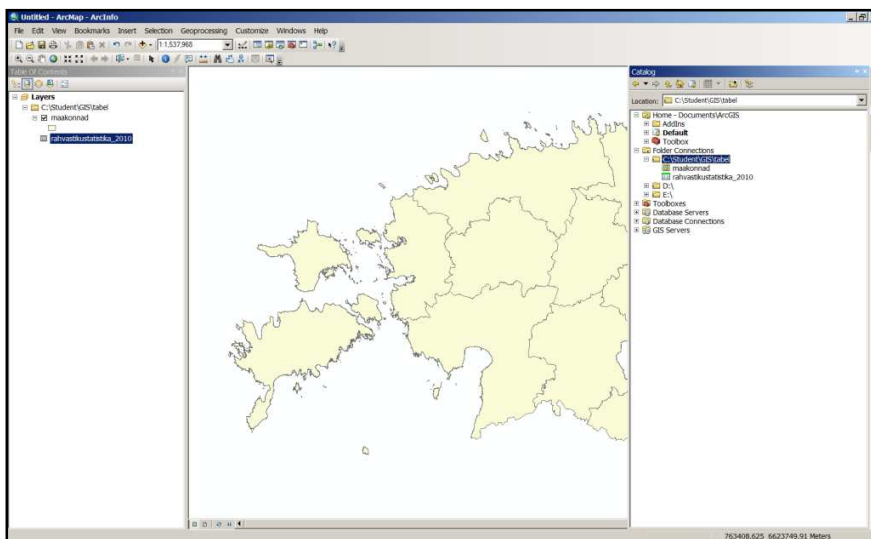 Untitled - ArcMap - ArcInfo
File Edit View Bookmarks Insert Selection Geoprocessing Customize Windows Help
1:1,537,968
Table Of Contents
Layers
C:\Student\GIS\tabel
maakonnad
rahvastikustatistika_2010
Catalog
Location: C:\Student\GIS\tabel
Home - Documents\ArcGIS
AddIns
Default
Toolbox
Folder Connections
C:\Student\GIS\tabel
maakonnad
rahvastikustatistika_2010
D:\
E:\
Toolboxes
Database Servers
Database Connections
GIS Servers
763408,625 6623749,91 Meters